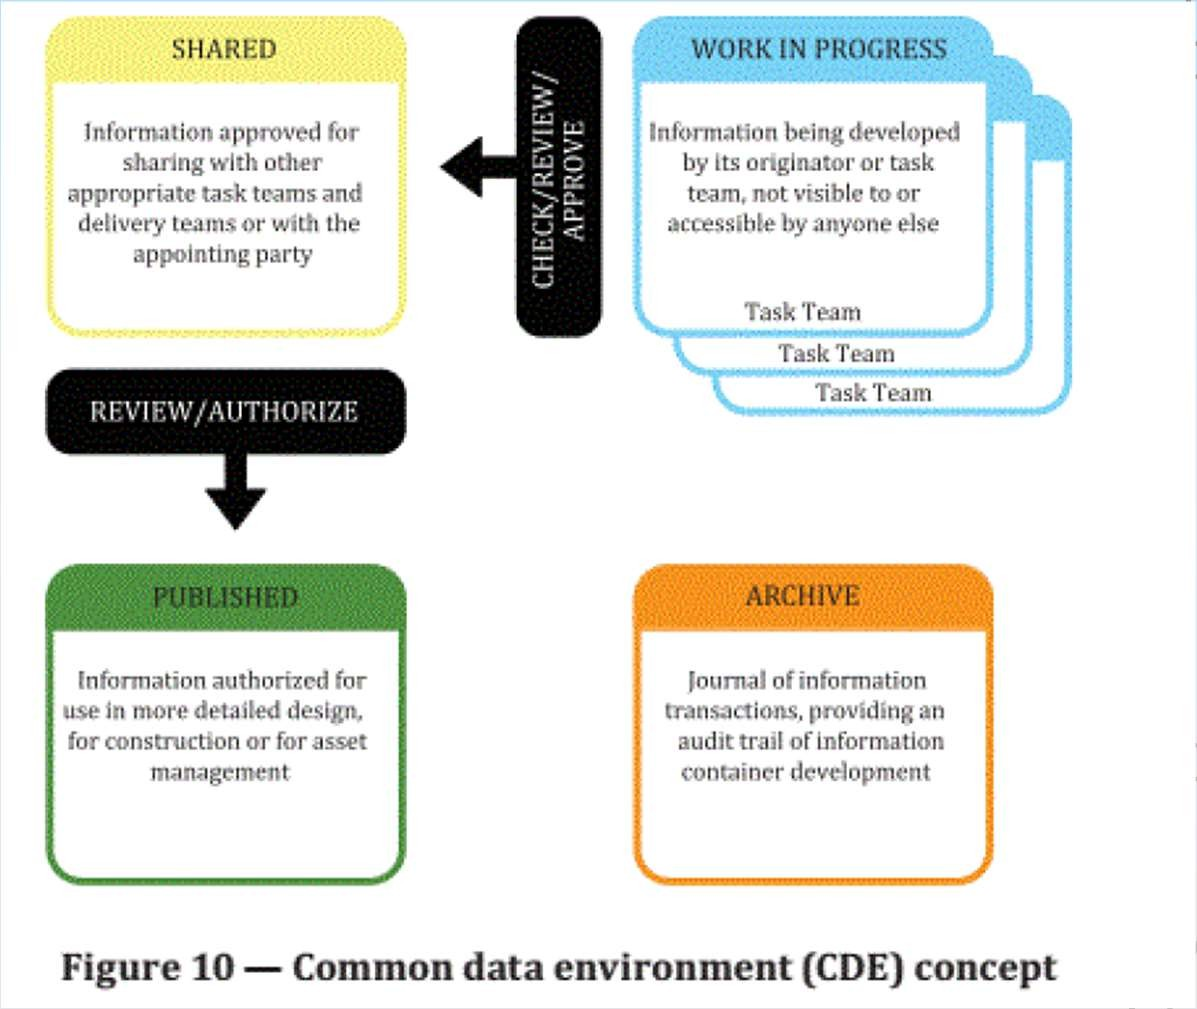 SHARED
Information approved for
sharing with other
appropriate task teams and
delivery teams or with the
appointing party
CHECK/REVIEW/
APPROVE
WORK IN PROGRESS
Information being developed
by its originator or task
team, not visible to or
accessible by anyone else
Task Team
Task Team
Task Team
REVIEW/AUTHORIZE
PUBLISHED
Information authorized for
use in more detailed design,
for construction or for asset
management
ARCHIVE
Journal of information
transactions, providing an
audit trail of information
container development
Figure 10 — Common data environment (CDE) concept